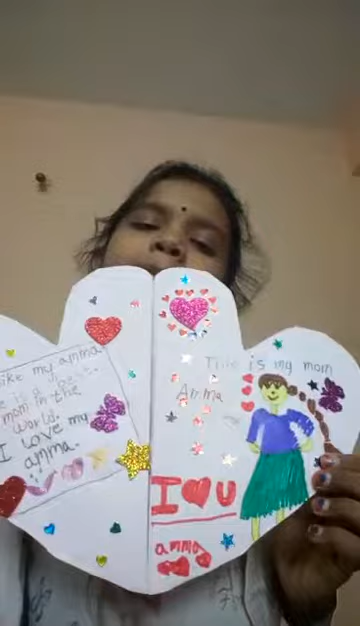 like my amma.
is a best
mom in the
world.
I love my
amma.
This is my mom
Amma
I U
amma